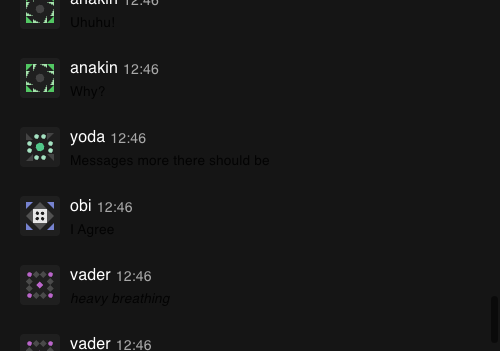 anakin 12:46
Uhuhu!
anakin 12:46
Why?
yoda 12:46
Messages more there should be
obi 12:46
I Agree
vader 12:46
heavy breathing
vader 12:46